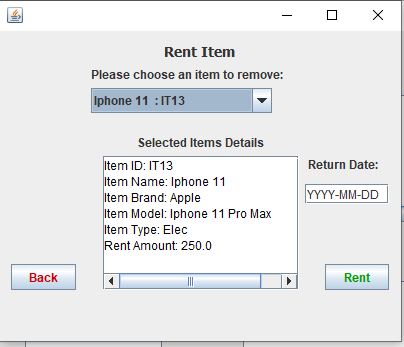 Rent Item
Please choose an item to remove:
Iphone 11 : IT13
Selected Items Details
Item ID: IT13
Item Name: Iphone 11
Item Brand: Apple
Item Model: Iphone 11 Pro Max
Item Type: Elec
Rent Amount: 250.0
Return Date:
YYYY-MM-DD
Back
Rent